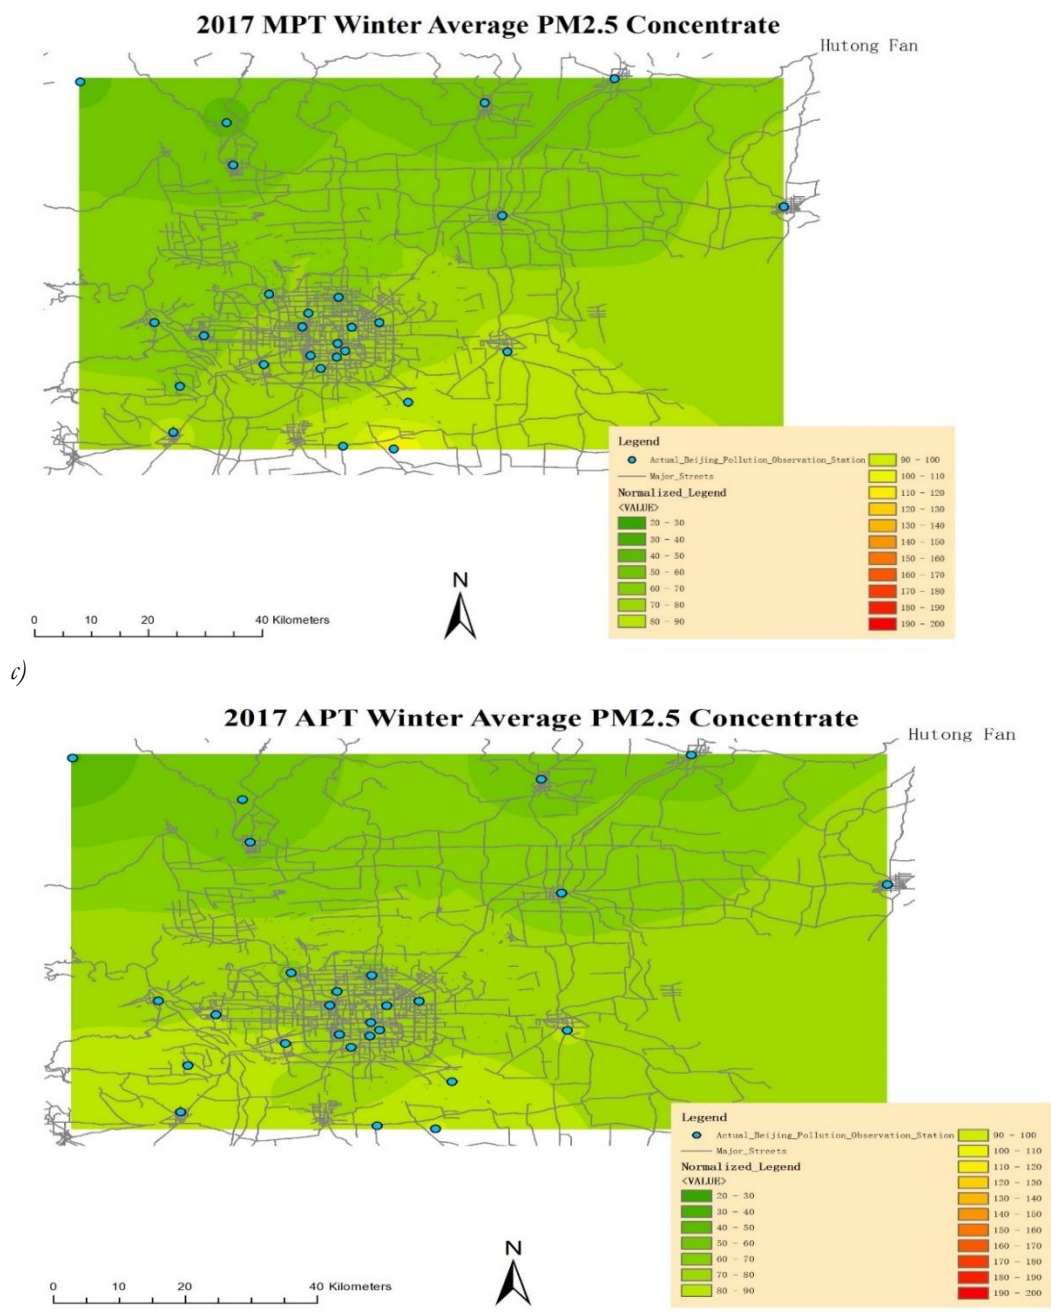 2017 MPT Winter Average PM2.5 Concentrate
Hutong Fan
Legend
Actual_Beijing_Pollution_Observation_Station
Major_Streets
Normalized_Legend
<VALUE>
20 - 30
30 - 40
40 - 50
50 - 60
60 - 70
70 - 80
80 - 90
90 - 100
100 - 110
110 - 120
120 - 130
130 - 140
140 - 150
150 - 160
160 - 170
170 - 180
180 - 190
190 - 200
N
0 10 20 40 Kilometers
c)
2017 APT Winter Average PM2.5 Concentrate
Hutong Fan
Legend
Actual_Beijing_Pollution_Observation_Station
Major_Streets
Normalized_Legend
<VALUE>
20 - 30
30 - 40
40 - 50
50 - 60
60 - 70
70 - 80
80 - 90
90 - 100
100 - 110
110 - 120
120 - 130
130 - 140
140 - 150
150 - 160
160 - 170
170 - 180
180 - 190
190 - 200
N
0 10 20 40 Kilometers